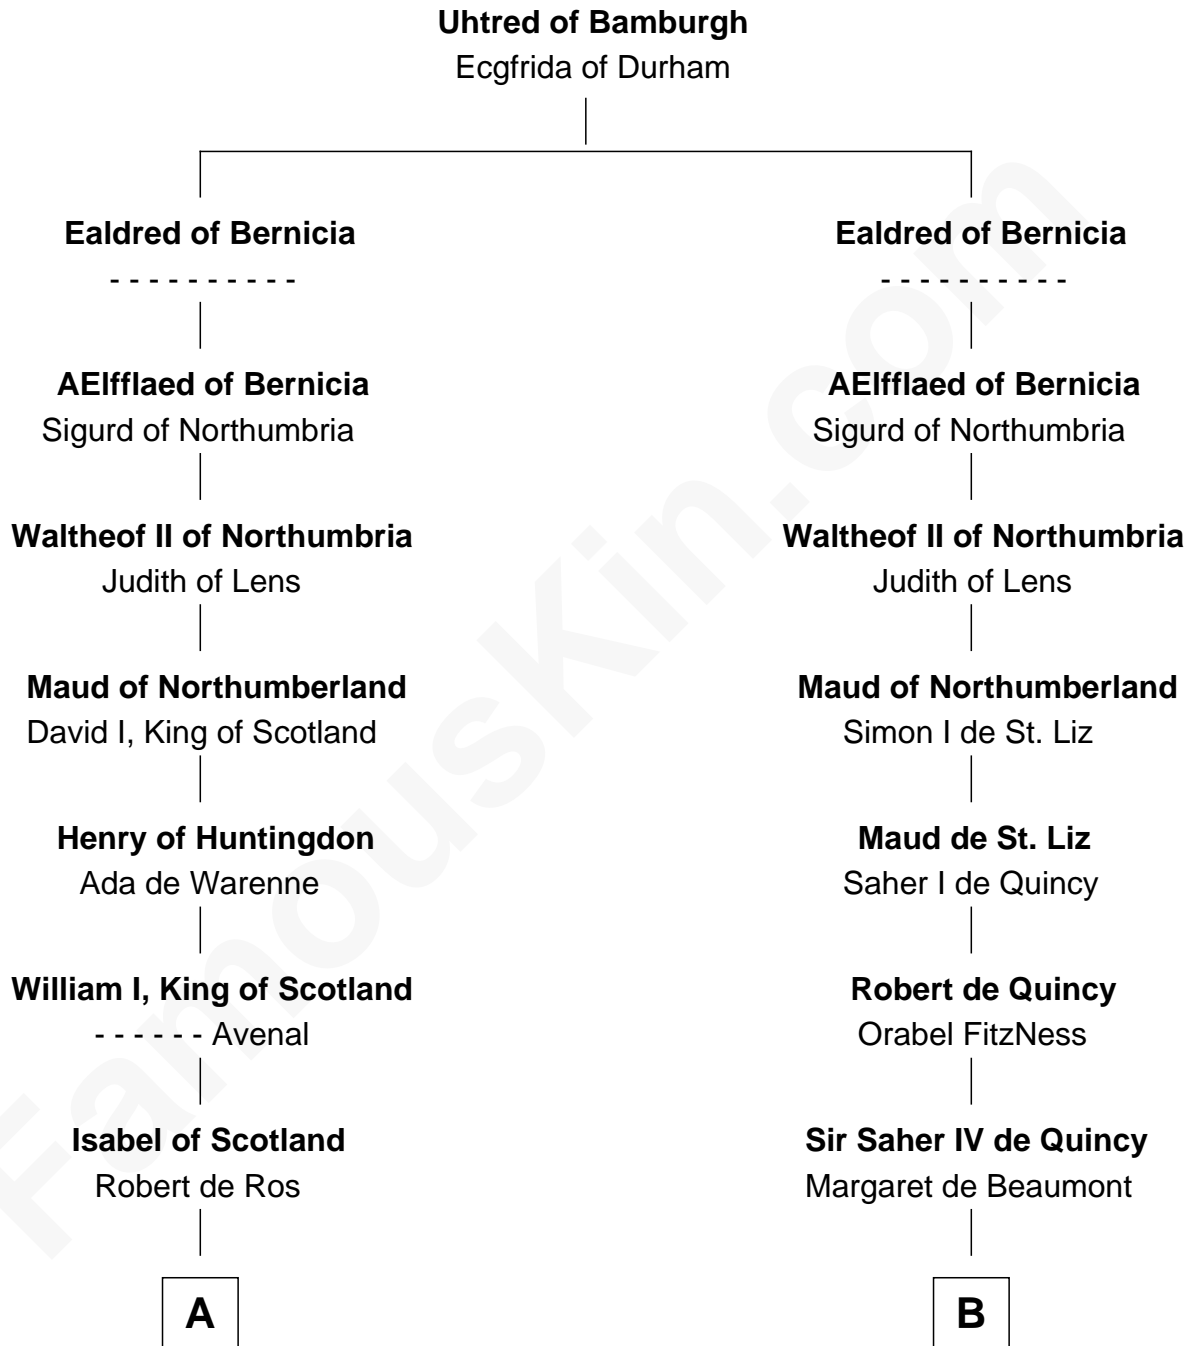 Uhtred of Bamburgh
Ecgfrida of Durham
Ealdred of Bernicia
- - - - - - - - - -
AElfflaed of Bernicia
Sigurd of Northumbria
Waltheof II of Northumbria
Judith of Lens
Maud of Northumberland
David I, King of Scotland
Henry of Huntingdon
Ada de Warenne
William I, King of Scotland
- - - - - - Avenal
Isabel of Scotland
Robert de Ros
A
Ealdred of Bernicia
- - - - - - - - - -
AElfflaed of Bernicia
Sigurd of Northumbria
Waltheof II of Northumbria
Judith of Lens
Maud of Northumberland
Simon I de St. Liz
Maud de St. Liz
Saher I de Quincy
Robert de Quincy
Orabel FitzNess
Sir Saher IV de Quincy
Margaret de Beaumont
B
FamousKin.com